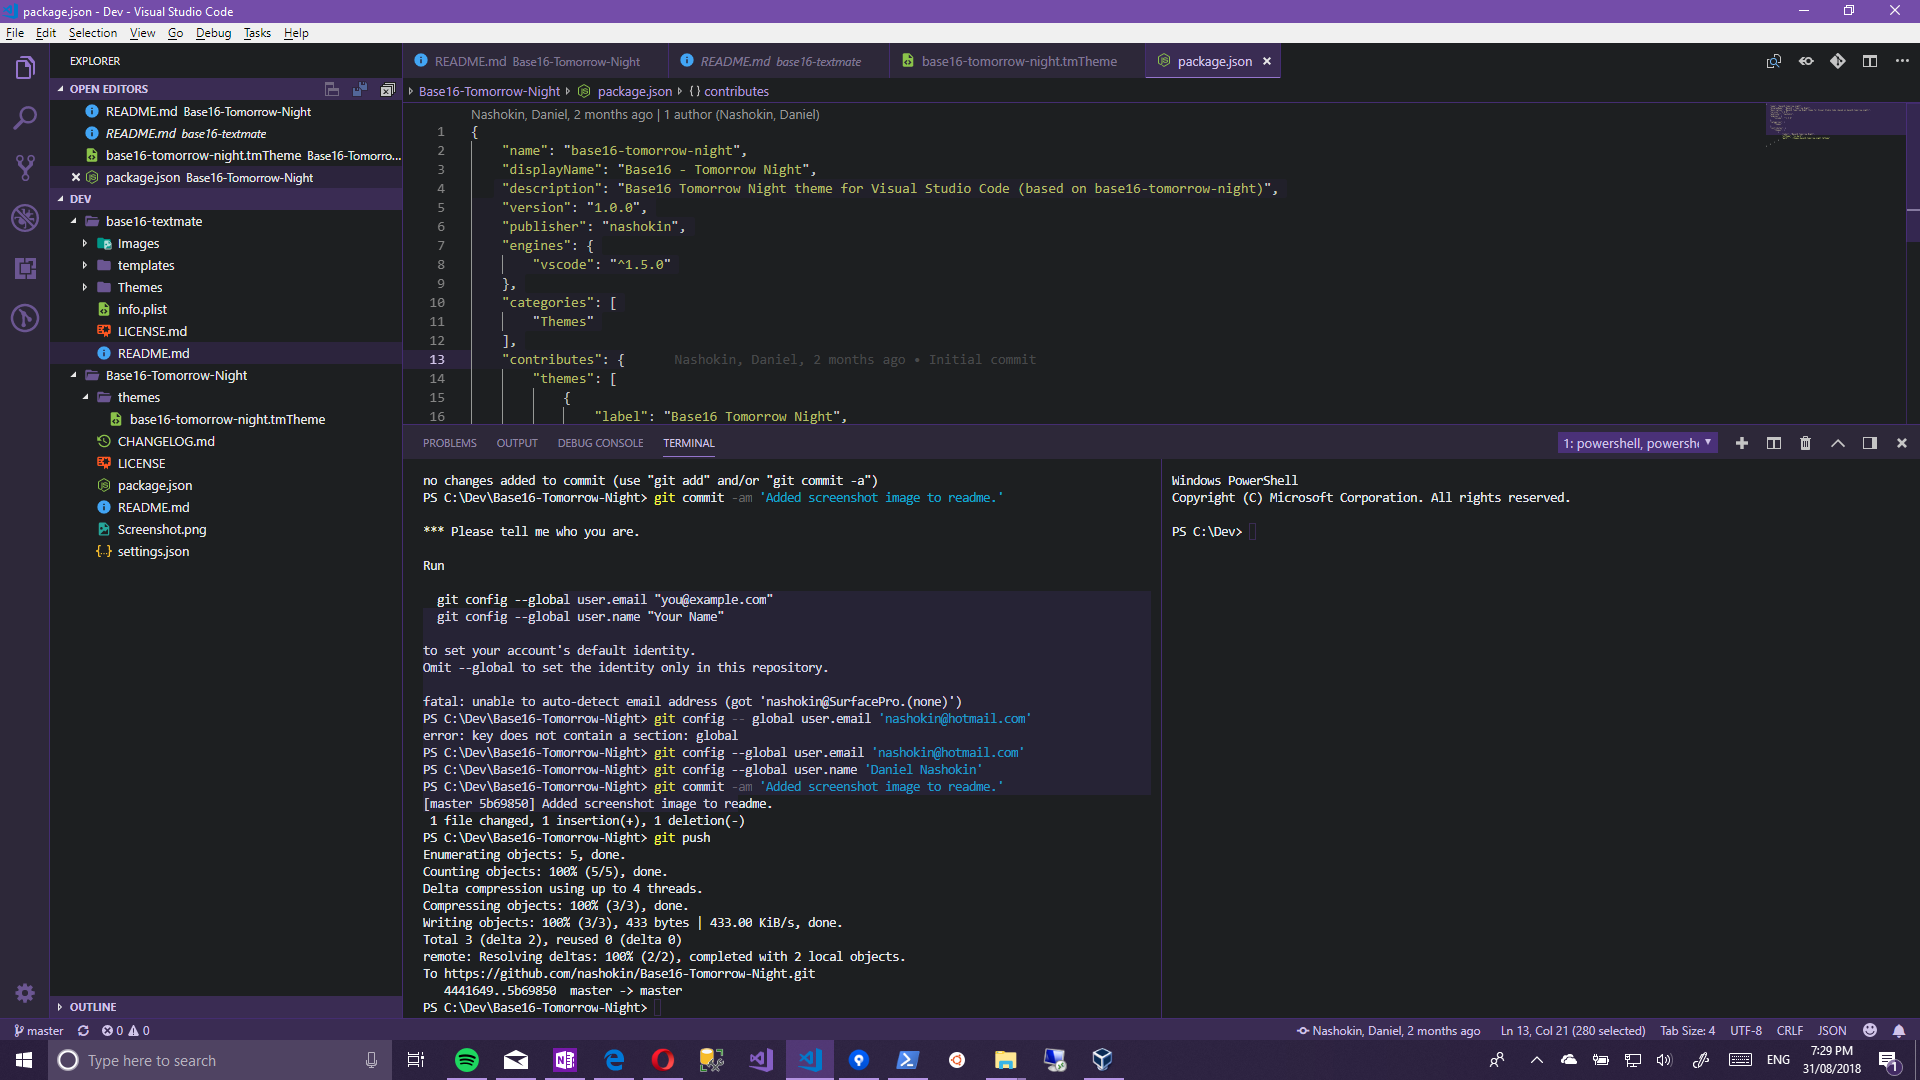 package.json - Dev - Visual Studio Code
File Edit Selection View Go Debug Tasks Help
EXPLORER
OPEN EDITORS
README.md Base16-Tomorrow-Night
README.md base16-textmate
base16-tomorrow-night.tmTheme Base16-Tomorro...
package.json Base16-Tomorrow-Night
DEV
base16-textmate
Images
templates
Themes
info.plist
LICENSE.md
README.md
Base16-Tomorrow-Night
themes
base16-tomorrow-night.tmTheme
CHANGELOG.md
LICENSE
package.json
README.md
Screenshot.png
settings.json
OUTLINE
README.md Base16-Tomorrow-Night
README.md base16-textmate
base16-tomorrow-night.tmTheme
package.json
Base16-Tomorrow-Night package.json { } contributes
Nashokin, Daniel, 2 months ago | 1 author (Nashokin, Daniel)
1 {
2 "name": "base16-tomorrow-night",
3 "displayName": "Base16 - Tomorrow Night",
4 "description": "Base16 Tomorrow Night theme for Visual Studio Code (based on base16-tomorrow-night)",
5 "version": "1.0.0",
6 "publisher": "nashokin",
7 "engines": {
8 "vscode": "^1.5.0"
9 },
10 "categories": [
11 "Themes"
12 ],
13 "contributes": { Nashokin, Daniel, 2 months ago • Initial commit
14 "themes": [
15 {
16 "label": "Base16 Tomorrow Night",
PROBLEMS OUTPUT DEBUG CONSOLE TERMINAL
1: powershell, powersh
no changes added to commit (use "git add" and/or "git commit -a")
PS C:\Dev\Base16-Tomorrow-Night> git commit -am 'Added screenshot image to readme.'
*** Please tell me who you are.
Run
git config --global user.email "you@example.com"
git config --global user.name "Your Name"
to set your account's default identity.
Omit --global to set the identity only in this repository.
fatal: unable to auto-detect email address (got 'nashokin@SurfacePro.(none)')
PS C:\Dev\Base16-Tomorrow-Night> git config -- global user.email 'nashokin@hotmail.com'
error: key does not contain a section: global
PS C:\Dev\Base16-Tomorrow-Night> git config --global user.email 'nashokin@hotmail.com'
PS C:\Dev\Base16-Tomorrow-Night> git config --global user.name 'Daniel Nashokin'
PS C:\Dev\Base16-Tomorrow-Night> git commit -am 'Added screenshot image to readme.'
[master 5b69850] Added screenshot image to readme.
1 file changed, 1 insertion(+), 1 deletion(-)
PS C:\Dev\Base16-Tomorrow-Night> git push
Enumerating objects: 5, done.
Counting objects: 100% (5/5), done.
Delta compression using up to 4 threads.
Compressing objects: 100% (3/3), done.
Writing objects: 100% (3/3), 433 bytes | 433.00 KiB/s, done.
Total 3 (delta 2), reused 0 (delta 0)
remote: Resolving deltas: 100% (2/2), completed with 2 local objects.
To https://github.com/nashokin/Base16-Tomorrow-Night.git
4441649..5b69850 master -> master
PS C:\Dev\Base16-Tomorrow-Night>
Windows PowerShell
Copyright (C) Microsoft Corporation. All rights reserved.
PS C:\Dev>
master 0 0
Nashokin, Daniel, 2 months ago Ln 13, Col 21 (280 selected) Tab Size: 4 UTF-8 CRLF JSON
Type here to search
ENG
7:29 PM
31/08/2018
1